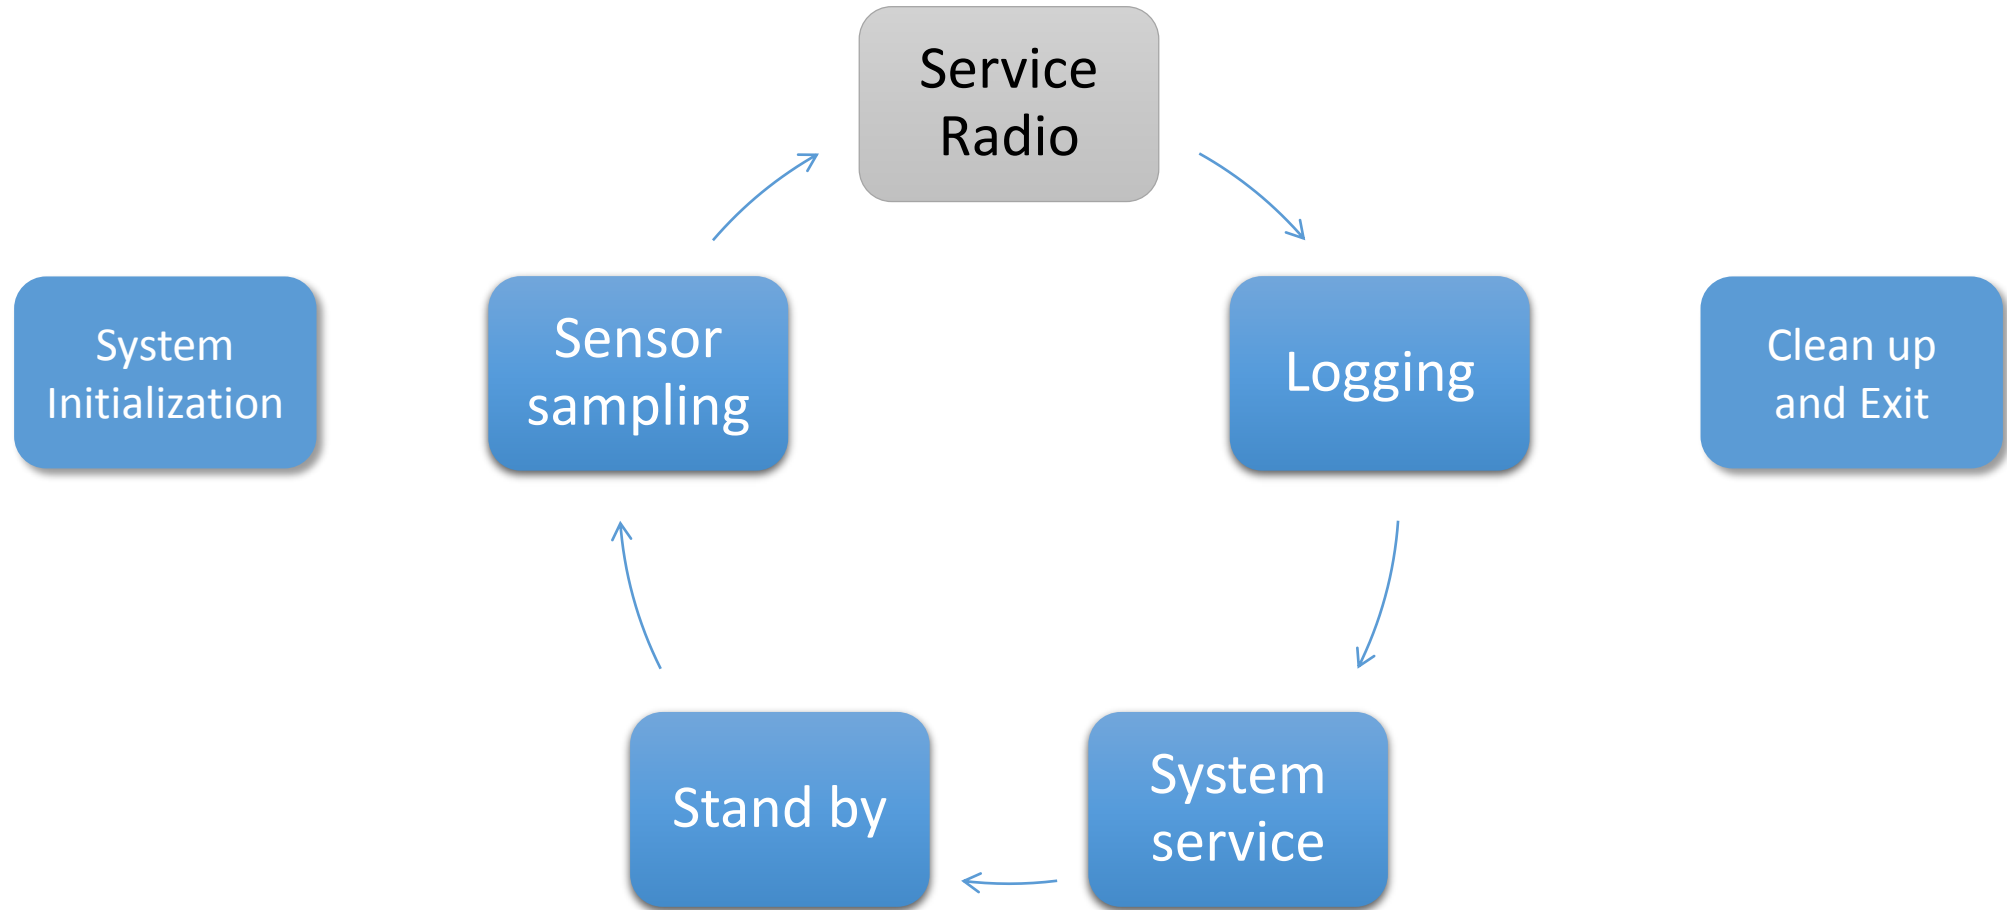 Service
Radio
System
Initialization
Sensor
sampling
Logging
Clean up
and Exit
Stand by
System
service